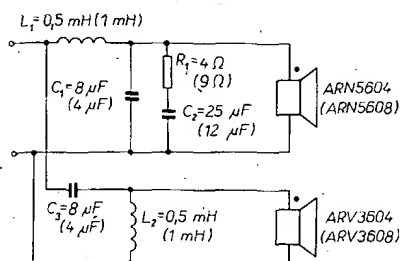 L₁=0,5 mH(1 mH)
R₁=4 Ω
(9 Ω)
C₁=8 µF
(4 µF)
C₂=25 µF
(12 µF)
ARN5604
(ARN5608)
C₃=8 µF
(4 µF)
L₂=0,5 mH
(1 mH)
ARV3604
(ARV3608)